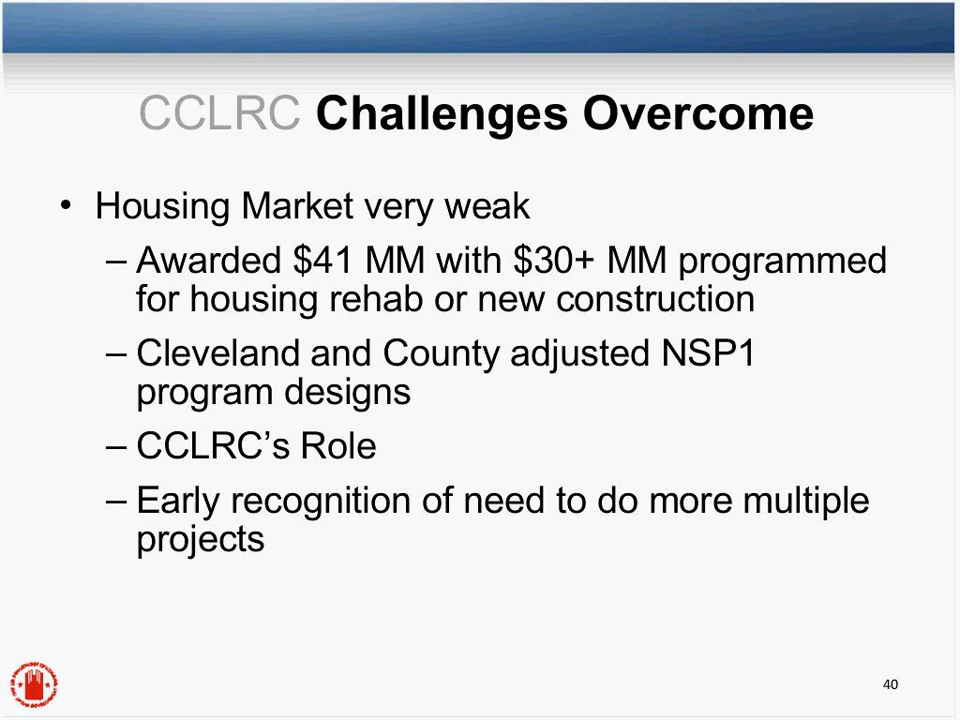 CCLRC Challenges Overcome
• Housing Market very weak
– Awarded $41 MM with $30+ MM programmed
for housing rehab or new construction
– Cleveland and County adjusted NSP1
program designs
– CCLRC’s Role
– Early recognition of need to do more multiple
projects
40